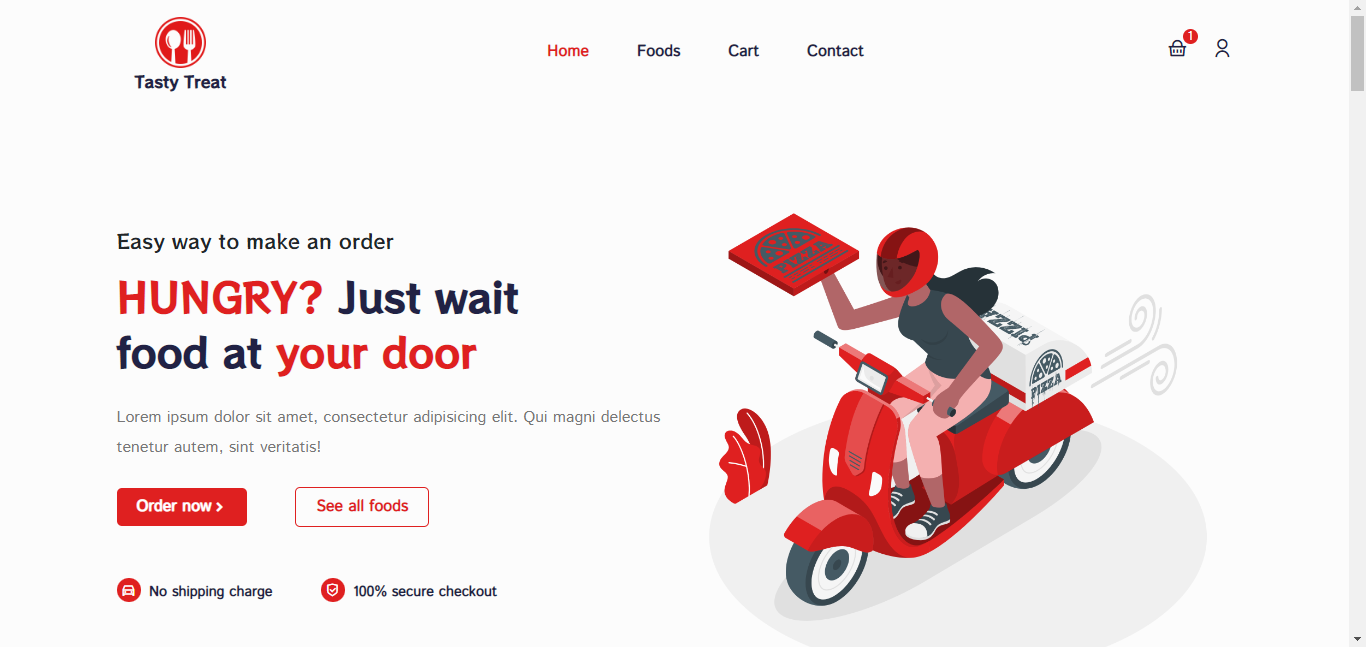 Tasty Treat
Home Foods Cart Contact
1
Easy way to make an order
HUNGRY? Just wait
food at your door
Lorem ipsum dolor sit amet, consectetur adipisicing elit. Qui magni delectus
tenetur autem, sint veritatis!
Order now
See all foods
No shipping charge
100% secure checkout
PIZZA
PIZZA
PIZZA